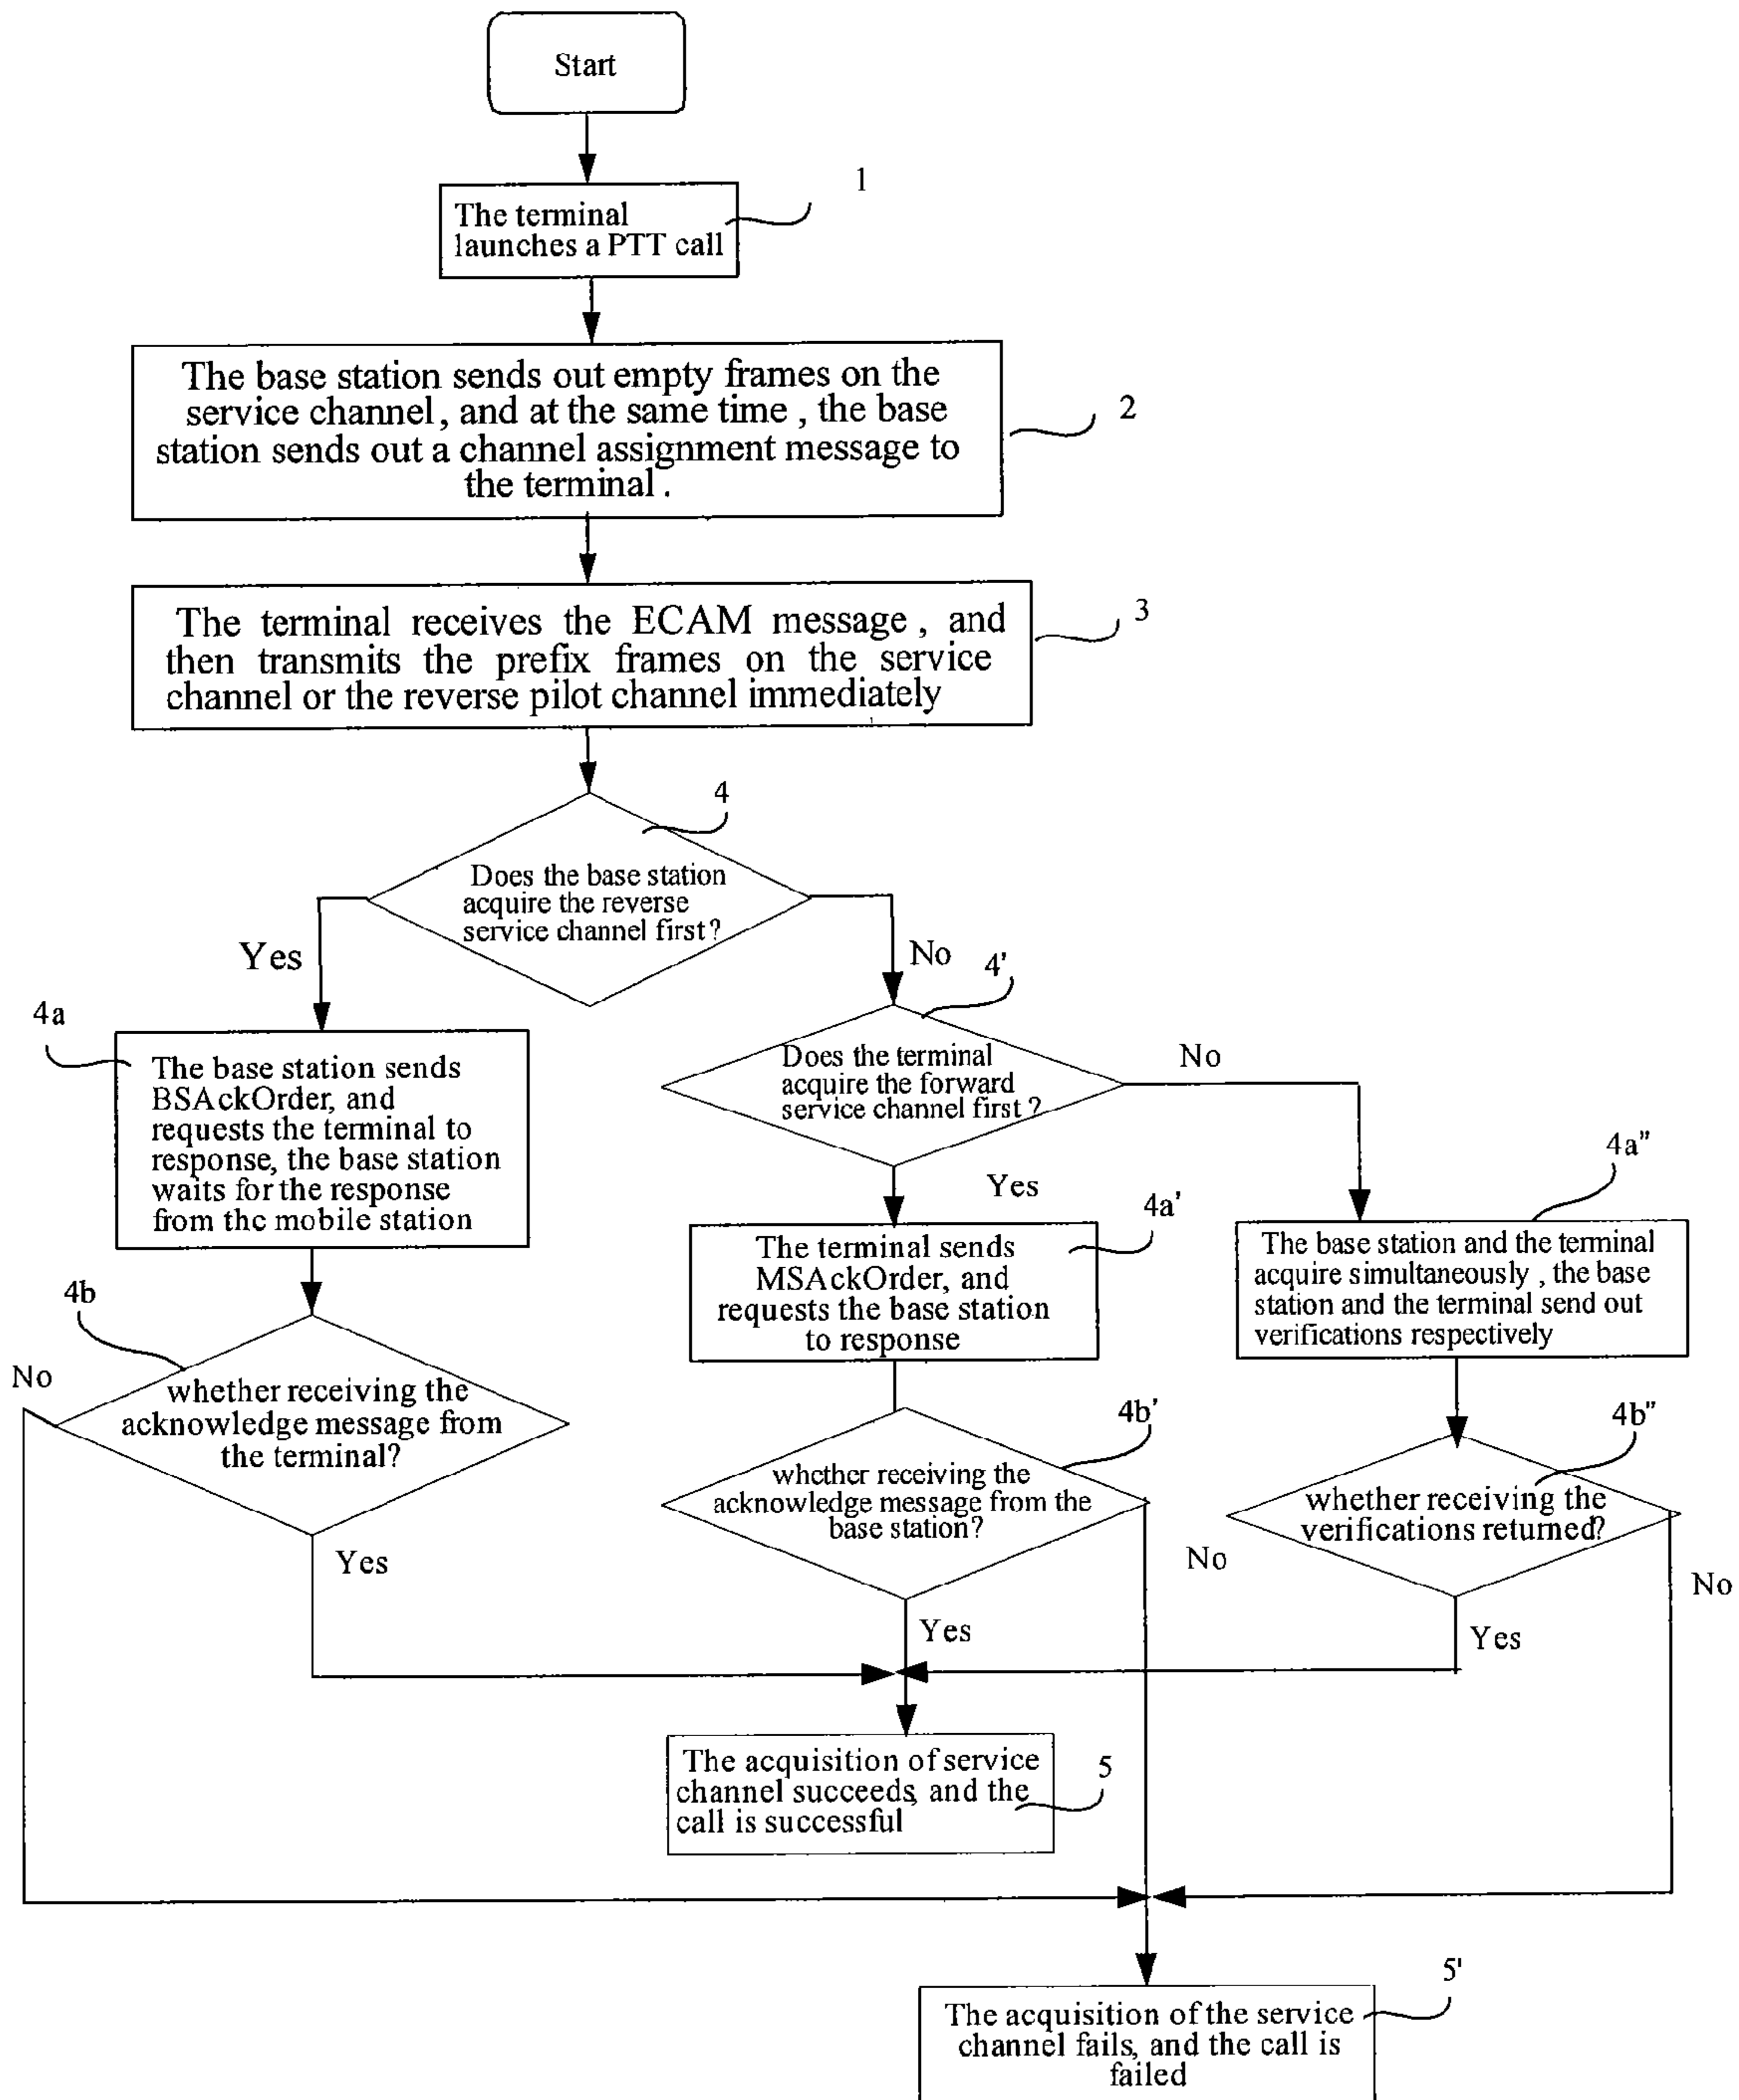 Start
1
The terminal
launches a PTT call
The base station sends out empty frames on the
service channel, and at the same time , the base
station sends out a channel assignment message to
the terminal .
2
The terminal receives the ECAM message , and
then transmits the prefix frames on the service
channel or the reverse pilot channel immediately
3
4
Does the base station
acquire the reverse
service channel first ?
Yes
No
4'
4a
The base station sends
BSAckOrder, and
requests the terminal to
response, the base station
waits for the response
from the mobile station
Does the terminal
acquire the forward
service channel first ?
No
Yes
4a'
4a"
The terminal sends
MSAckOrder, and
requests the base station
to response
The base station and the terminal
acquire simultaneously , the base
station and the terminal send out
verifications respectively
4b
No
whether receiving the
acknowledge message from
the terminal?
Yes
4b'
whether receiving the
acknowledge message from the
base station?
No
Yes
4b"
whether receiving the
verifications returned?
No
Yes
The acquisition of service
channel succeeds, and the
call is successful
5
5'
The acquisition of the service
channel fails, and the call is
failed